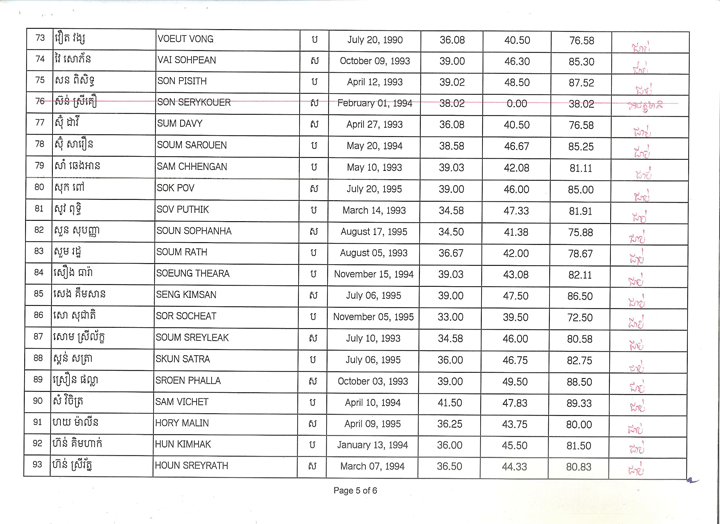 73 វឿត វង្ស VOEUT VONG ប July 20, 1990 36.08 40.50 76.58 ជាប់
74 វៃ សោភ័ន VAI SOHPEAN ស October 09, 1993 39.00 46.30 85.30 ជាប់
75 សន ពិសិទ្ធ SON PISITH ប April 12, 1993 39.02 48.50 87.52 ជាប់
76 ស៊ន់ ស្រីគឿ SON SERYKOUER ស February 01, 1994 38.02 0.00 38.02
77 ស៊ុំ ដាវី SUM DAVY ស April 27, 1993 36.08 40.50 76.58 ជាប់
78 ស៊ុំ សារឿន SOUM SAROUEN ប May 20, 1994 38.58 46.67 85.25 ជាប់
79 សាំ ឆេងអាន SAM CHHENGAN ប May 10, 1993 39.03 42.08 81.11 ជាប់
80 សុក ពៅ SOK POV ស July 20, 1995 39.00 46.00 85.00 ជាប់
81 សូវ ពុទ្ធិ SOV PUTHIK ប March 14, 1993 34.58 47.33 81.91 ជាប់
82 សួន សុបញ្ញា SOUN SOPHANHA ស August 17, 1995 34.50 41.38 75.88 ជាប់
83 សួម រដ្ឋ SOUM RATH ប August 05, 1993 36.67 42.00 78.67 ជាប់
84 សឿង ធារ៉ា SOEUNG THEARA ប November 15, 1994 39.03 43.08 82.11 ជាប់
85 សេង គឹមសាន SENG KIMSAN ស July 06, 1995 39.00 47.50 86.50 ជាប់
86 សោ សុជាតិ SOR SOCHEAT ប November 05, 1995 33.00 39.50 72.50 ជាប់
87 សោម ស្រីល័ក្ខ SOUM SREYLEAK ស July 10, 1993 34.58 46.00 80.58 ជាប់
88 ស្គន់ សត្រា SKUN SATRA ប July 06, 1995 36.00 46.75 82.75 ជាប់
89 ស្រឿន ផល្លា SROEN PHALLA ស October 03, 1993 39.00 49.50 88.50 ជាប់
90 សំ វិចិត្រ SAM VICHET ប April 10, 1994 41.50 47.83 89.33 ជាប់
91 ហយ ម៉ាលីន HORY MALIN ស April 09, 1995 36.25 43.75 80.00 ជាប់
92 ហ៊ន់ គិមហាក់ HUN KIMHAK ប January 13, 1994 36.00 45.50 81.50 ជាប់
93 ហ៊ន់ ស្រីរ័ត្ន HOUN SREYRATH ស March 07, 1994 36.50 44.33 80.83 ជាប់
Page 5 of 6